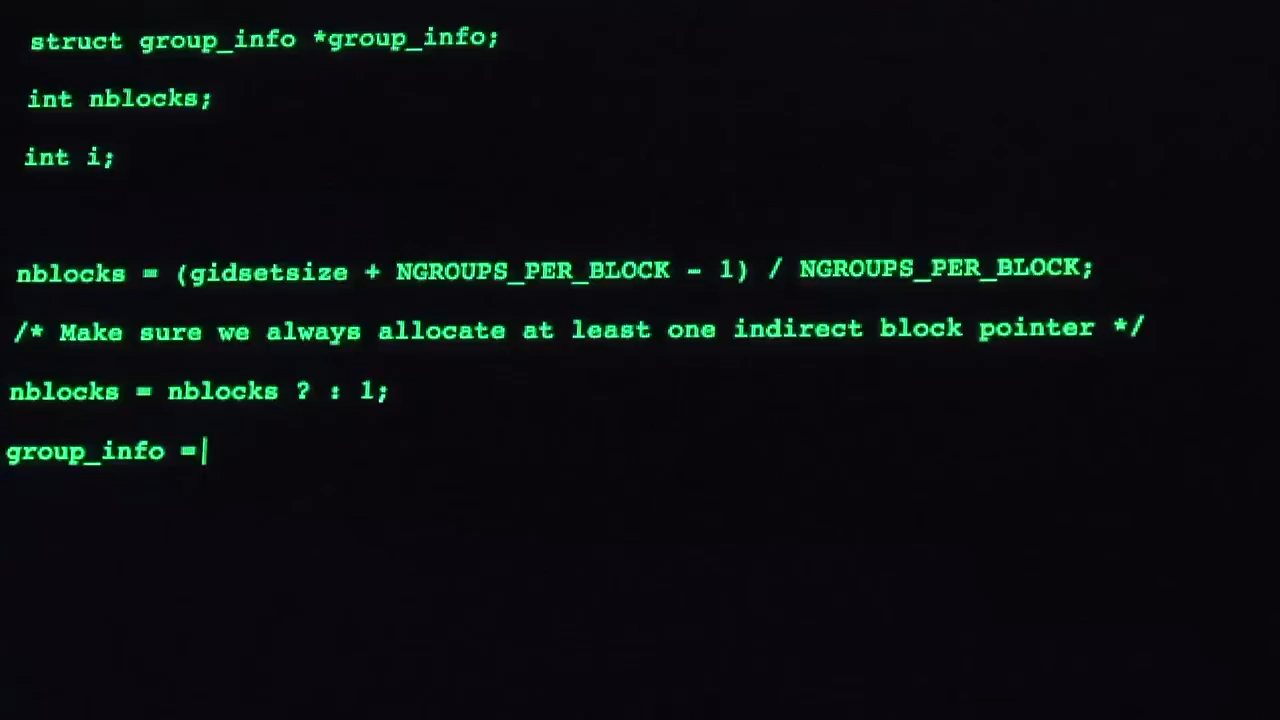 struct group_info *group_info;
int nblocks;
int i;
nblocks = (gidsetsize + NGROUPS_PER_BLOCK - 1) / NGROUPS_PER_BLOCK;
/* Make sure we always allocate at least one indirect block pointer */
nblocks = nblocks ? : 1;
group_info =